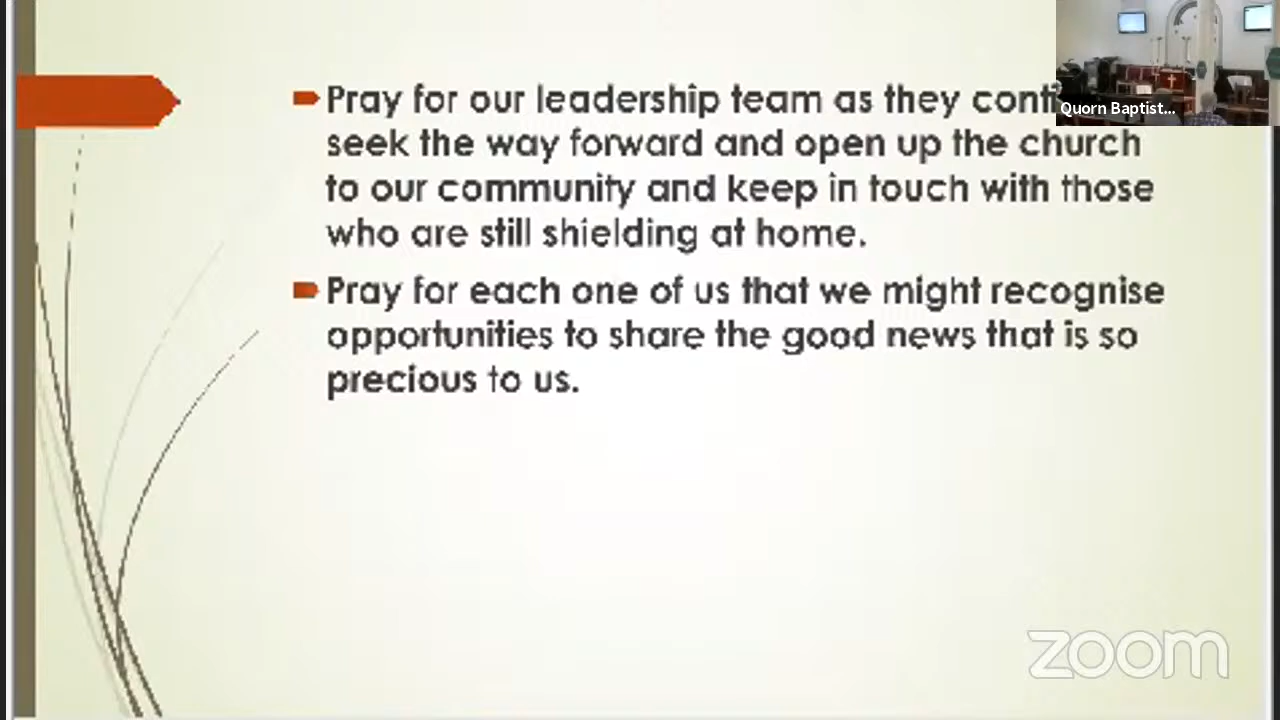 Pray for our leadership team as they
seek the way forward and open up the church
to our community and keep in touch with those
who are still shielding at home.
Pray for each one of us that we might recognise
opportunities to share the good news that is so
precious to us.
Quorn Baptist...
zoom